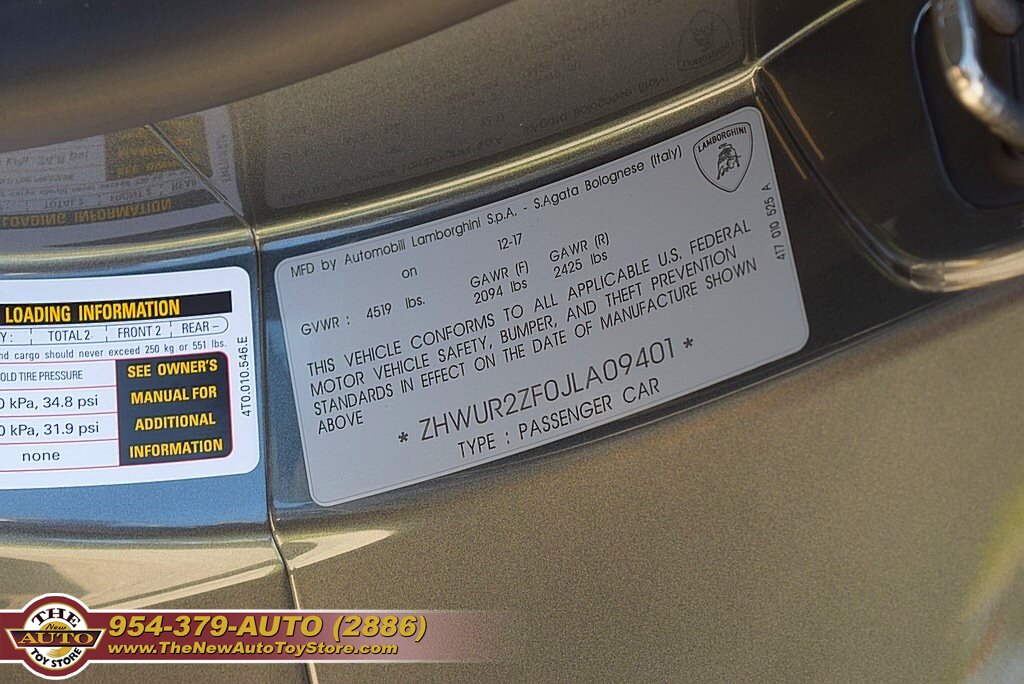 MFD by Automobili Lamborghini S.p.A. - S.Agata Bolognese (Italy)
on 12-17
GVWR : 4519 lbs. GAWR (F) 2094 lbs GAWR (R) 2425 lbs
THIS VEHICLE CONFORMS TO ALL APPLICABLE U.S. FEDERAL
MOTOR VEHICLE SAFETY, BUMPER, AND THEFT PREVENTION
STANDARDS IN EFFECT ON THE DATE OF MANUFACTURE SHOWN
ABOVE
* ZHWUR2ZF0JLA09401 *
TYPE : PASSENGER CAR
LAMBORGHINI
4T7 010 525 A
LOADING INFORMATION
Y: TOTAL 2 FRONT 2 REAR –
nd cargo should never exceed 250 kg or 551 lbs.
OLD TIRE PRESSURE
0 kPa, 34.8 psi
0 kPa, 31.9 psi
none
SEE OWNER'S
MANUAL FOR
ADDITIONAL
INFORMATION
4T0.010.546.E
THE
New
AUTO
TOY STORE
954-379-AUTO (2886)
www.TheNewAutoToyStore.com